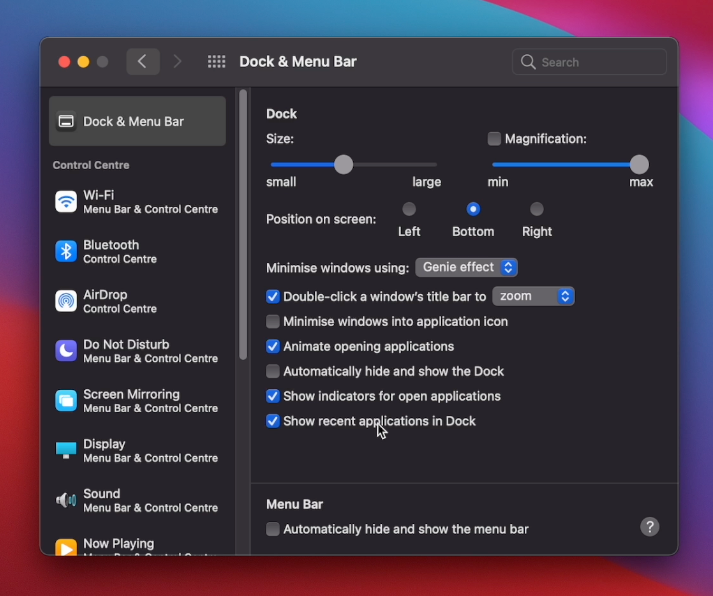 Dock & Menu Bar
Search
Dock & Menu Bar
Control Centre
Wi-Fi
Menu Bar & Control Centre
Bluetooth
Control Centre
AirDrop
Control Centre
Do Not Disturb
Menu Bar & Control Centre
Screen Mirroring
Menu Bar & Control Centre
Display
Menu Bar & Control Centre
Sound
Menu Bar & Control Centre
Now Playing
Dock
Size:
Magnification:
small large min max
Position on screen:
Left Bottom Right
Minimise windows using: Genie effect
Double-click a window's title bar to zoom
Minimise windows into application icon
Animate opening applications
Automatically hide and show the Dock
Show indicators for open applications
Show recent applications in Dock
Menu Bar
Automatically hide and show the menu bar
?